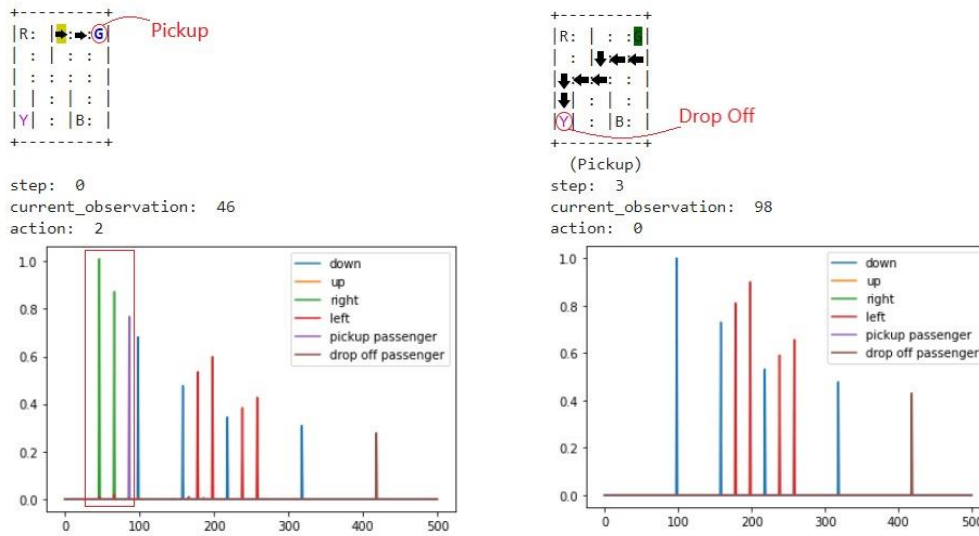 +---------+
|R: | : :G|
| : | : : |
| : : : : |
| | : | : |
|Y| : |B: |
+---------+
Pickup
step: 0
current_observation: 46
action: 2
1.0
0.8
0.6
0.4
0.2
0.0
0
100
200
300
400
500
down
up
right
left
pickup passenger
drop off passenger
+---------+
|R: | : :G|
| : | : : |
| : : : : |
| | : | : |
|Y| : |B: |
+---------+
Drop Off
(Pickup)
step: 3
current_observation: 98
action: 0
1.0
0.8
0.6
0.4
0.2
0.0
0
100
200
300
400
500
down
up
right
left
pickup passenger
drop off passenger